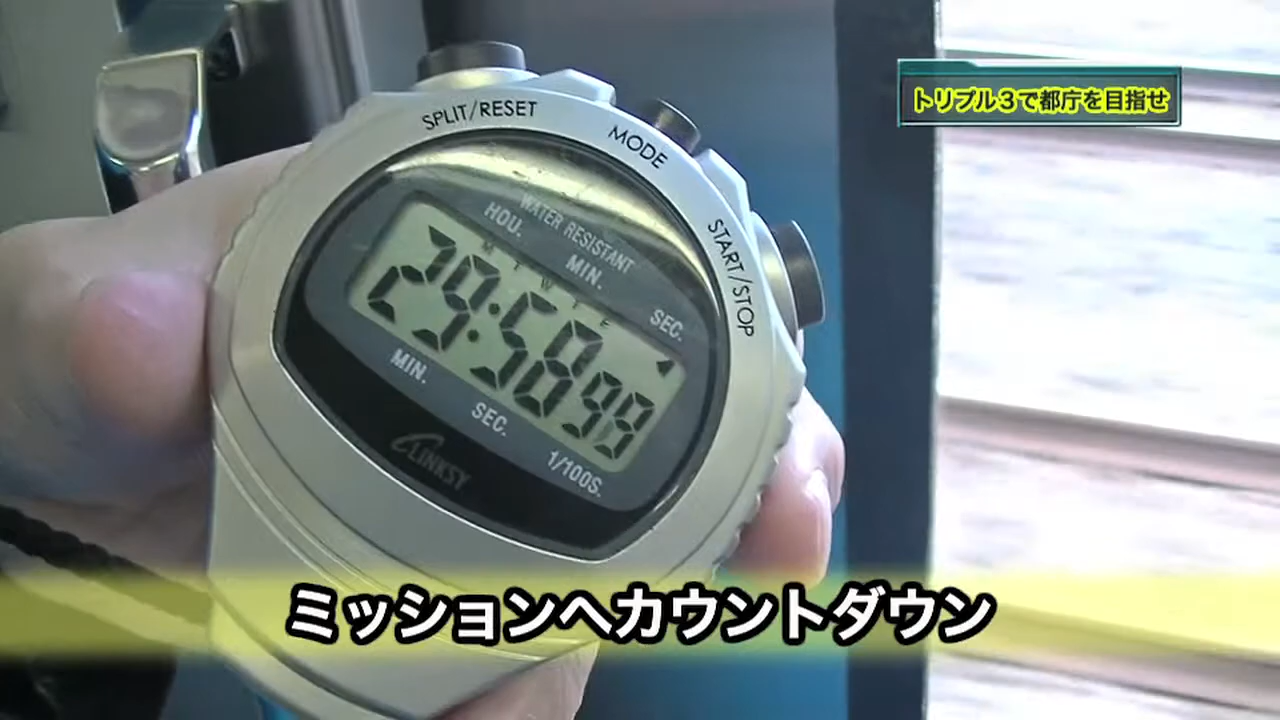 トリプル3で都庁を目指せ
SPLIT/RESET
MODE
START/STOP
WATER RESISTANT
HOU. MIN. SEC.
29:58 98
MIN. SEC. 1/100S.
LINKSY
ミッションへカウントダウン